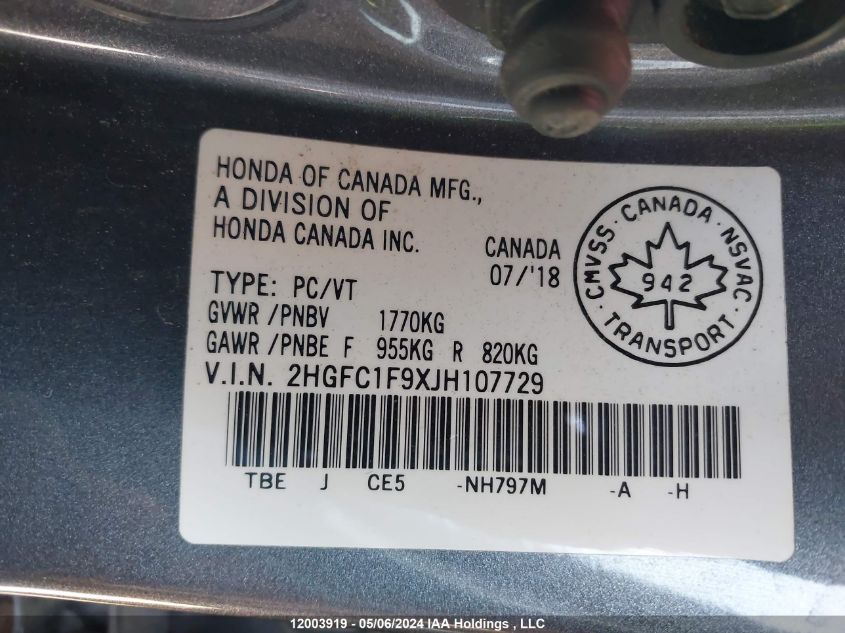 HONDA OF CANADA MFG.,
A DIVISION OF
HONDA CANADA INC.
CANADA
07/'18
TYPE: PC/VT
GVWR /PNBV 1770KG
GAWR /PNBE F 955KG R 820KG
V.I.N. 2HGFC1F9XJH107729
TBE J CE5 -NH797M -A -H
CMVSS · CANADA · NSVAC
942
· TRANSPORT ·
12003919 - 05/06/2024 IAA Holdings , LLC